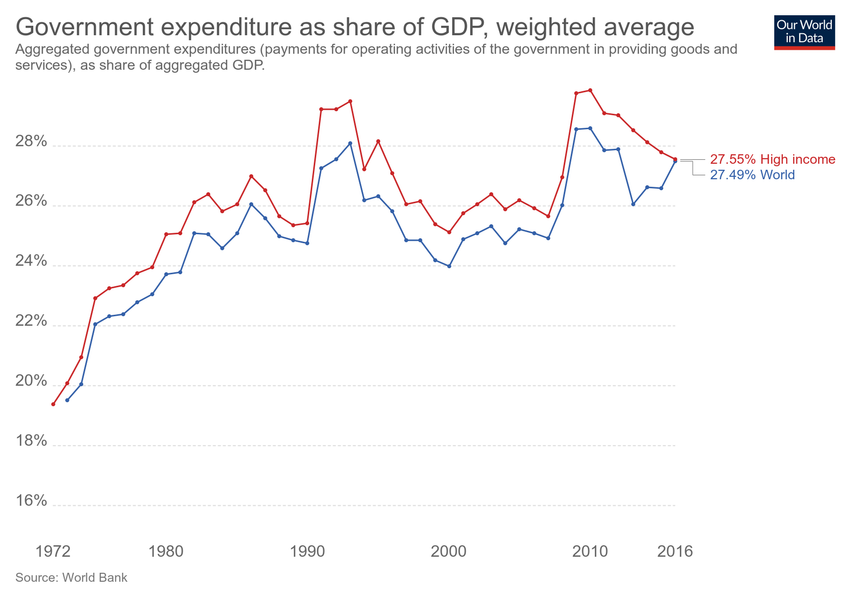 Government expenditure as share of GDP, weighted average
Our World
in Data
Aggregated government expenditures (payments for operating activities of the government in providing goods and
services), as share of aggregated GDP.
28%
26%
24%
22%
20%
18%
16%
27.55% High income
27.49% World
1972
1980
1990
2000
2010
2016
Source: World Bank